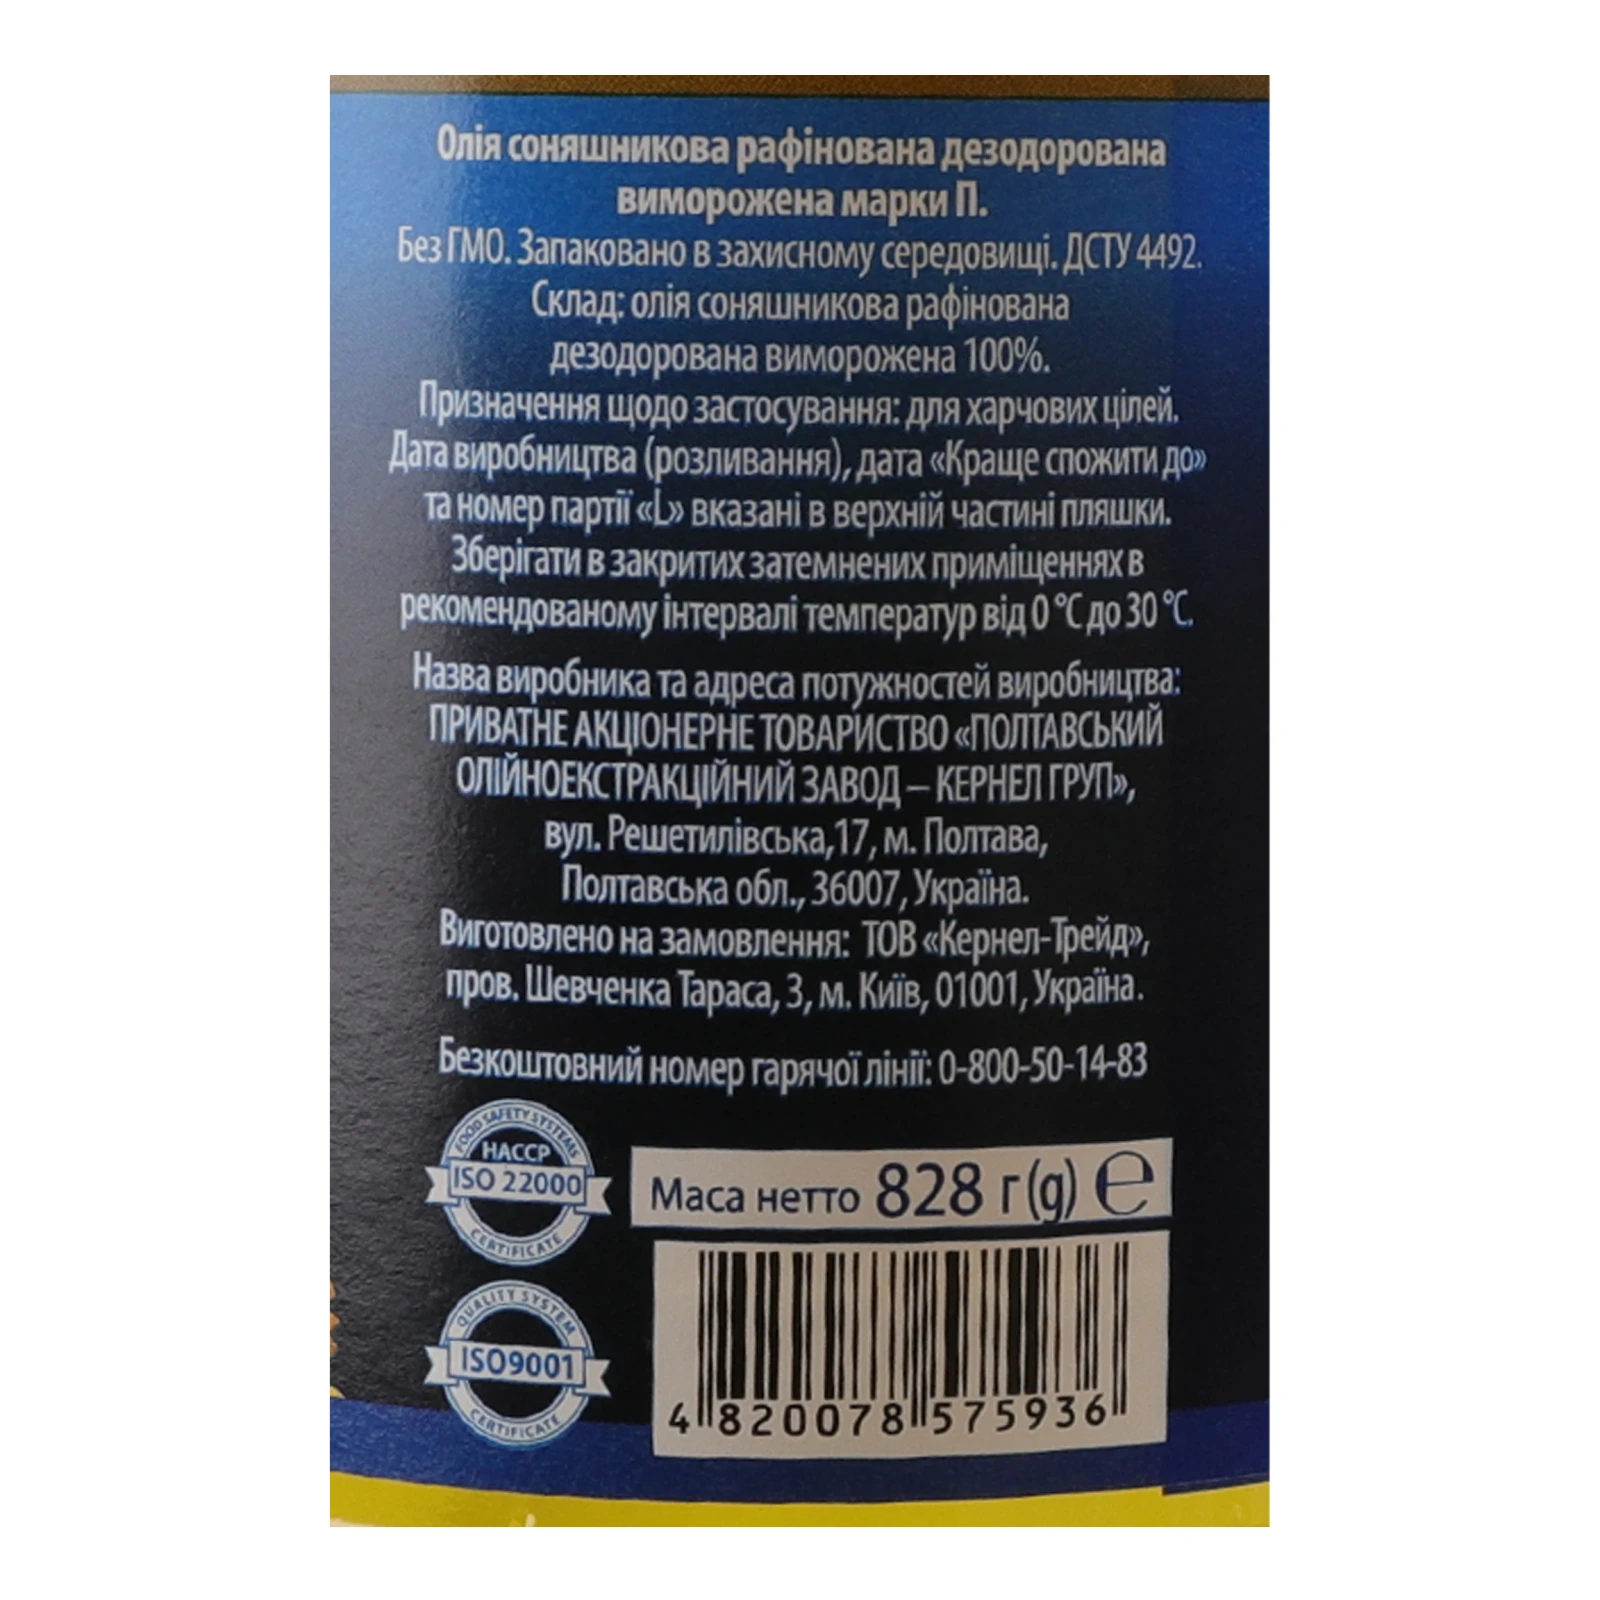 Олія соняшникова рафінована дезодорована
виморожена марки П.
Без ГМО. Запаковано в захисному середовищі. ДСТУ 4492.
Склад: олія соняшникова рафінована
дезодорована виморожена 100%.
Призначення щодо застосування: для харчових цілей.
Дата виробництва (розливання), дата «Краще спожити до»
та номер партії «L» вказані в верхній частині пляшки.
Зберігати в закритих затемнених приміщеннях в
рекомендованому інтервалі температур від 0 °C до 30 °C.
Назва виробника та адреса потужностей виробництва:
ПРИВАТНЕ АКЦІОНЕРНЕ ТОВАРИСТВО «ПОЛТАВСЬКИЙ
ОЛІЙНОЕКСТРАКЦІЙНИЙ ЗАВОД – КЕРНЕЛ ГРУП»,
вул. Решетилівська,17, м. Полтава,
Полтавська обл., 36007, Україна.
Виготовлено на замовлення: ТОВ «Кернел-Трейд»,
пров. Шевченка Тараса, 3, м. Київ, 01001, Україна.
Безкоштовний номер гарячої лінії: 0-800-50-14-83
FOOD SAFETY SYSTEMS
HACCP
ISO 22000
CERTIFICATE
Маса нетто 828 г (g) ℮
QUALITY SYSTEM
ISO9001
CERTIFICATE
4 820078 575936